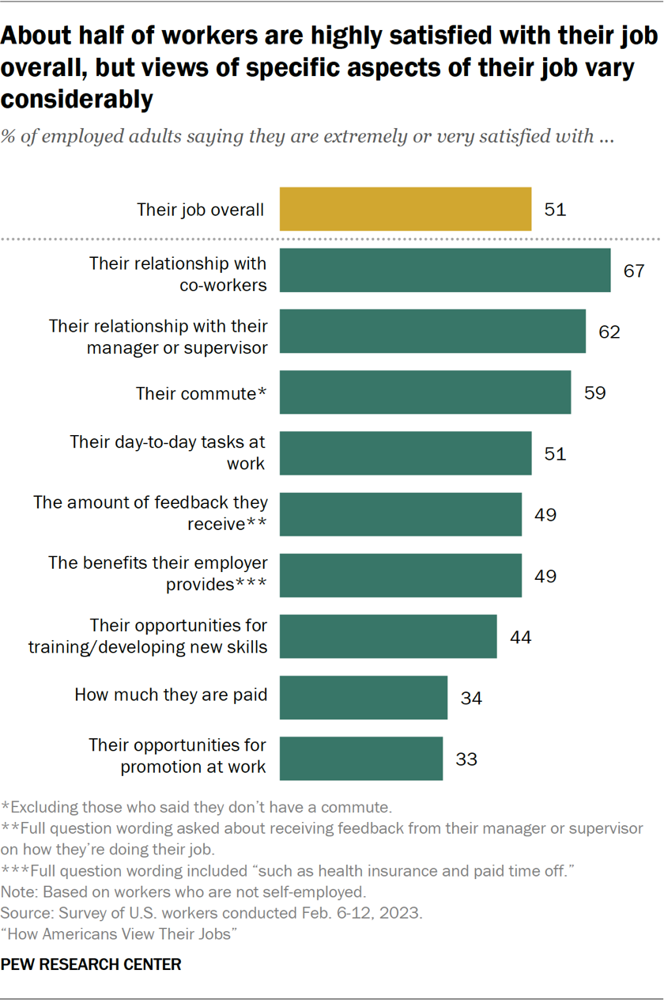 About half of workers are highly satisfied with their job
overall, but views of specific aspects of their job vary
considerably
% of employed adults saying they are extremely or very satisfied with ...
Their job overall 51
Their relationship with
co-workers 67
Their relationship with their
manager or supervisor 62
Their commute* 59
Their day-to-day tasks at
work 51
The amount of feedback they
receive** 49
The benefits their employer
provides*** 49
Their opportunities for
training/developing new skills 44
How much they are paid 34
Their opportunities for
promotion at work 33
*Excluding those who said they don’t have a commute.
**Full question wording asked about receiving feedback from their manager or supervisor
on how they’re doing their job.
***Full question wording included “such as health insurance and paid time off.”
Note: Based on workers who are not self-employed.
Source: Survey of U.S. workers conducted Feb. 6-12, 2023.
“How Americans View Their Jobs”
PEW RESEARCH CENTER